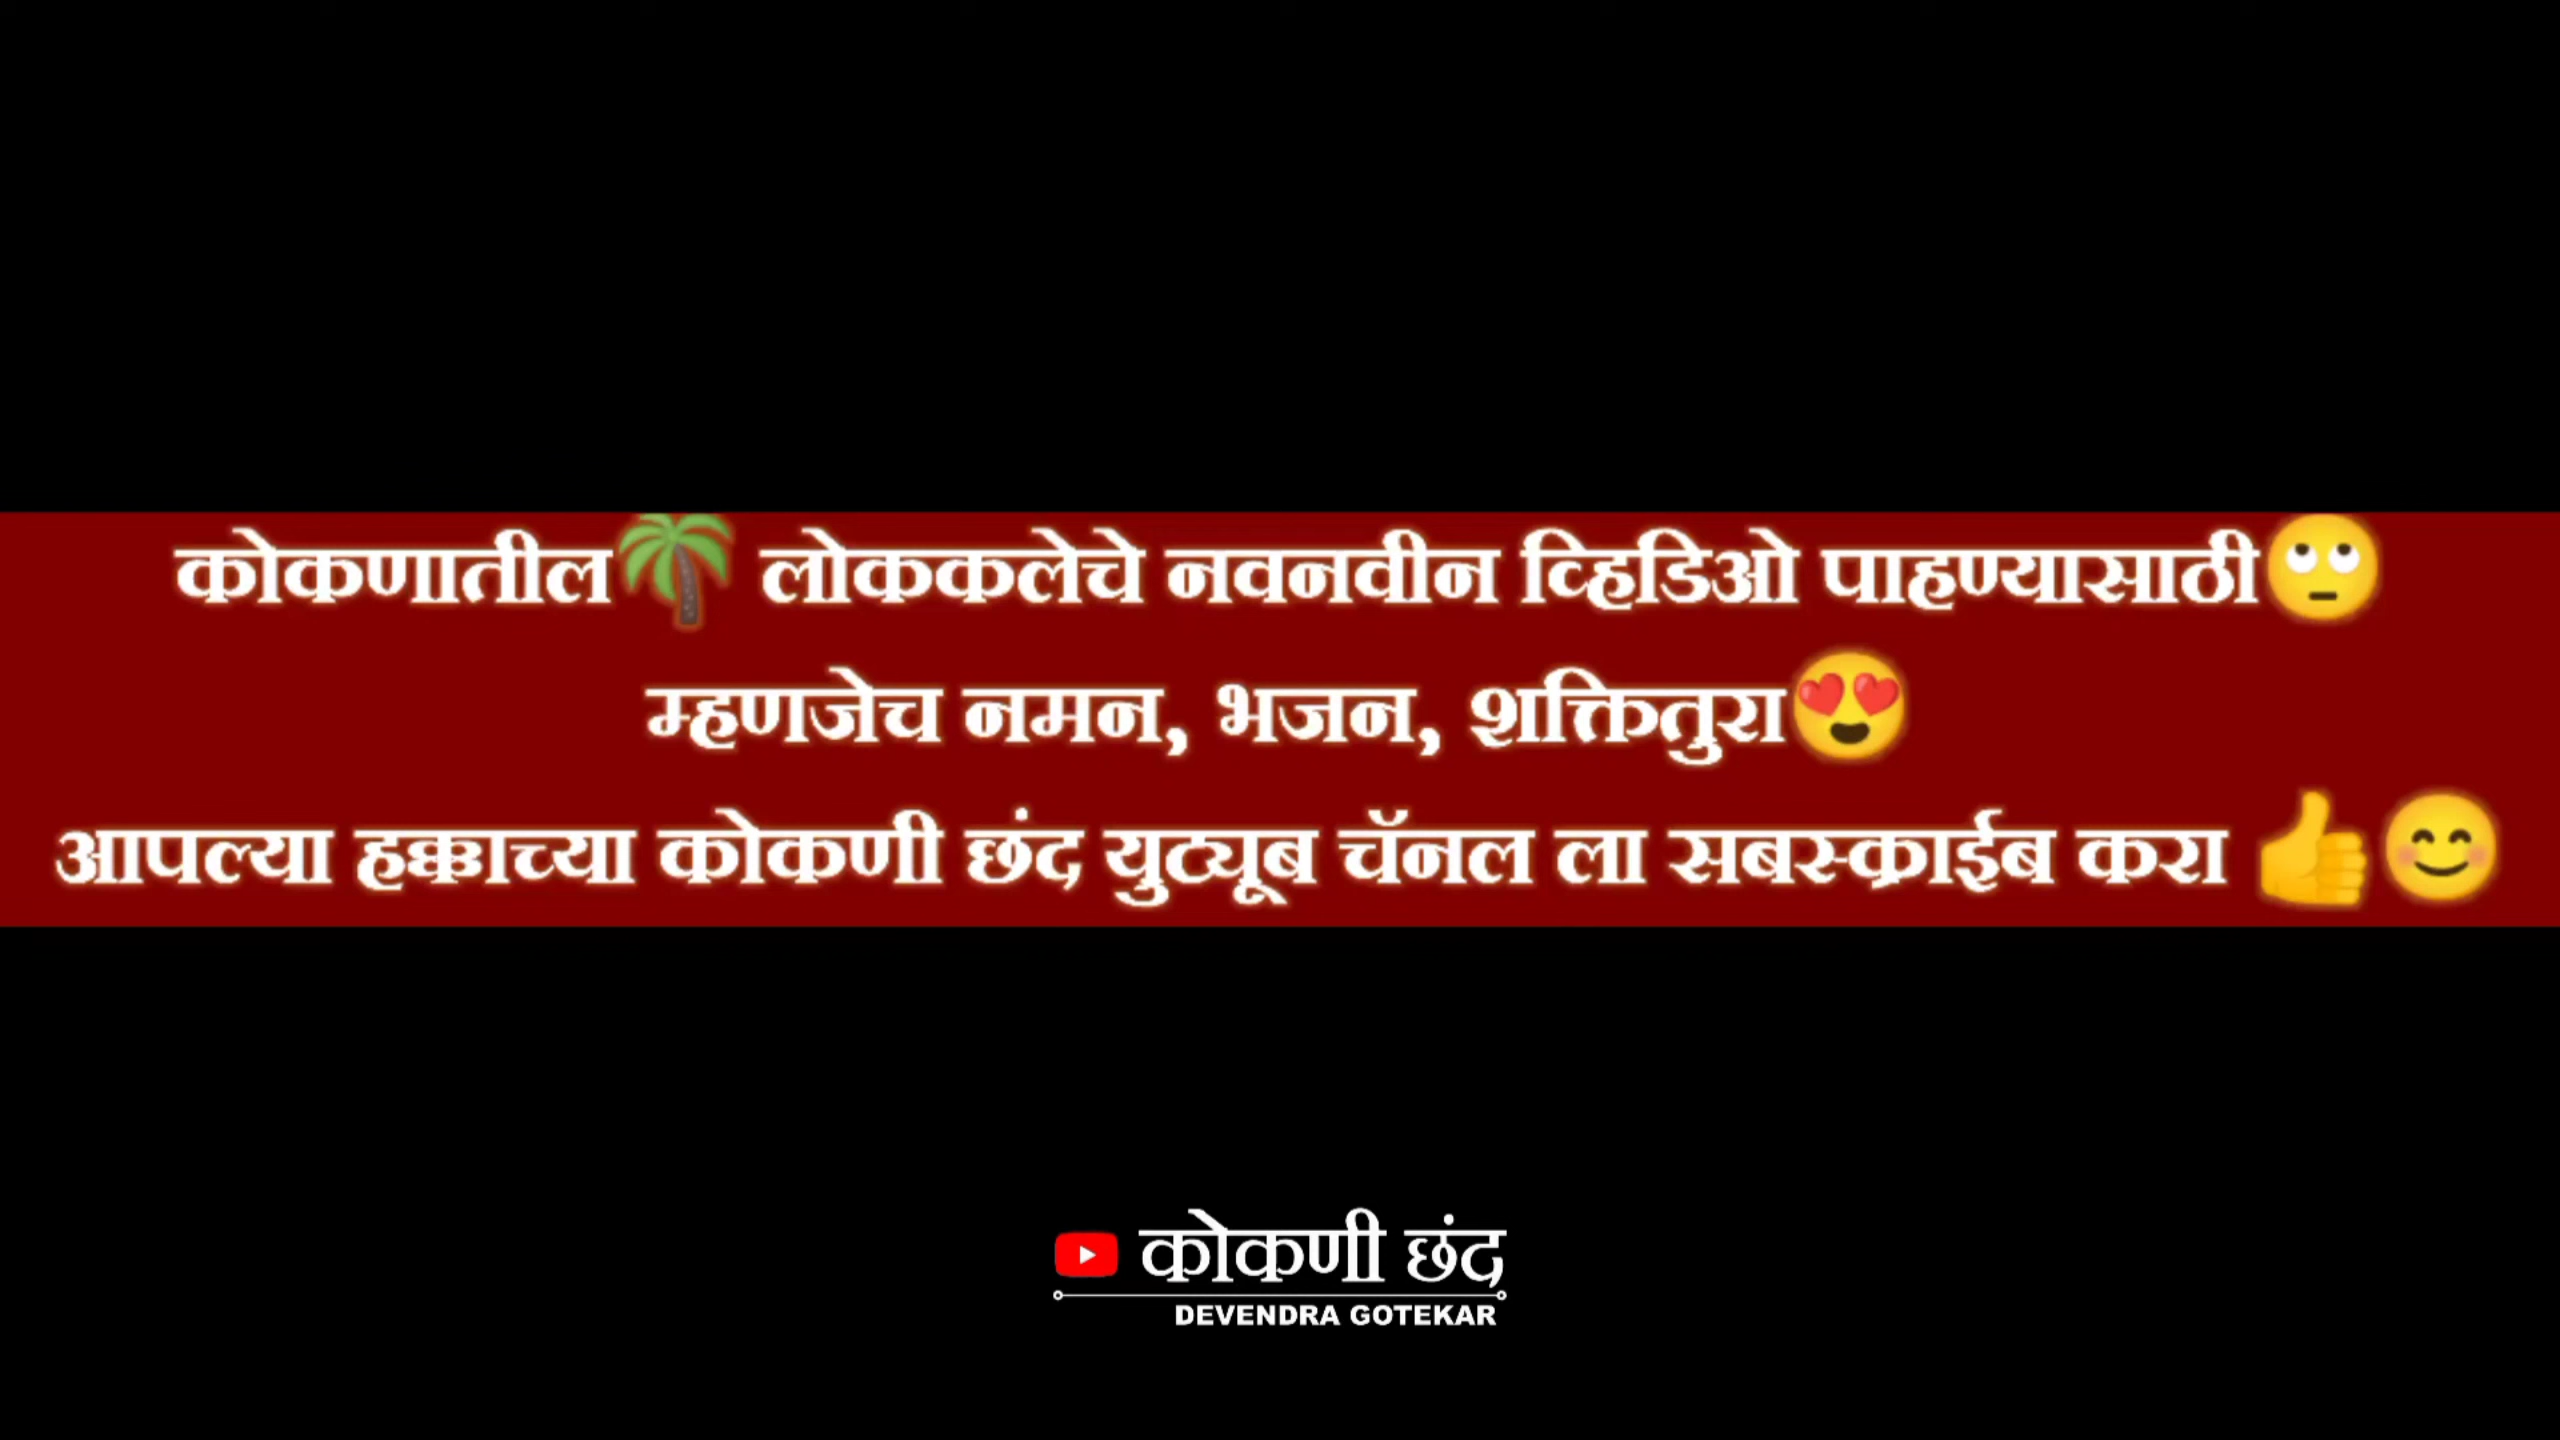 कोकणातील🌴 लोककलेचे नवनवीन व्हिडिओ पाहण्यासाठी🙄
म्हणजेच नमन, भजन, शक्तितुरा😍
आपल्या हक्काच्या कोकणी छंद युट्यूब चॅनल ला सबस्क्राईब करा 👍😊
कोकणी छंद
DEVENDRA GOTEKAR